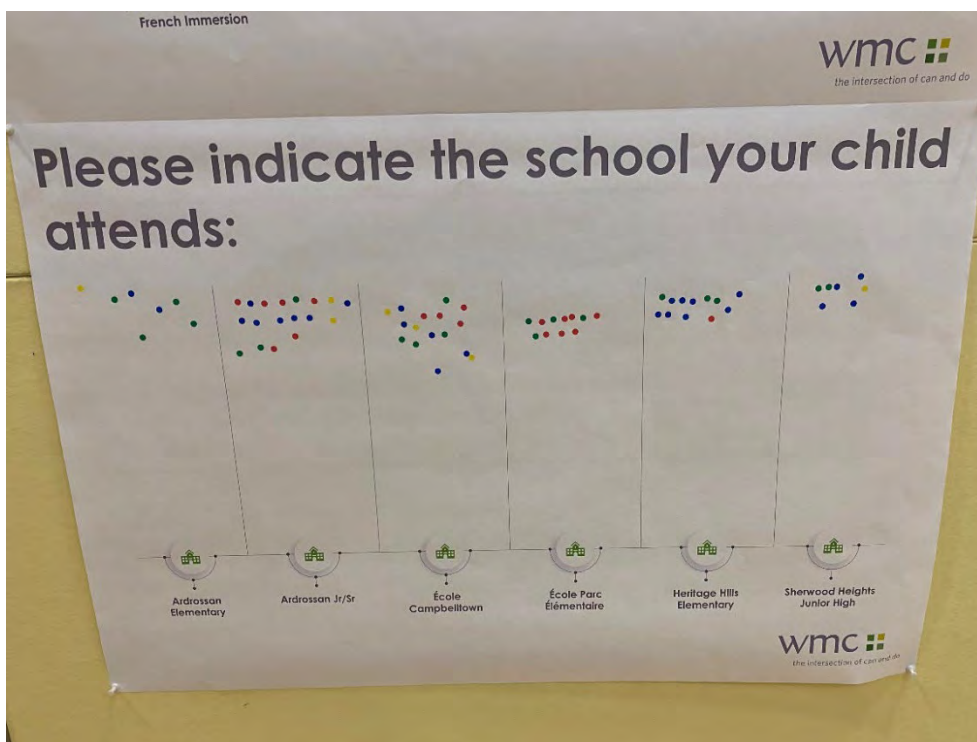 French Immersion
wmc
the intersection of can and do
Please indicate the school your child
attends:
Ardrossan
Elementary
Ardrossan Jr/Sr
École
Campbelltown
École Parc
Élémentaire
Heritage Hills
Elementary
Sherwood Heights
Junior High
wmc
the intersection of can and do